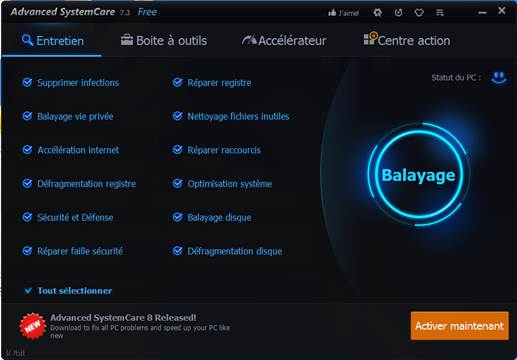 Advanced SystemCare 7.3 Free J'aime!
Entretien Boite à outils Accélérateur 6 Centre action
Supprimer infections Réparer registre
Statut du PC :
Balayage vie privée Nettoyage fichiers inutiles
Accélération internet Réparer raccourcis
Balayage
Défragmentation registre Optimisation système
Sécurité et Défense Balayage disque
Réparer faille sécurité Défragmentation disque
Tout sélectionner
NEW
Advanced SystemCare 8 Released!
Download to fix all PC problems and speed up your PC like
new
Activer maintenant
IObit